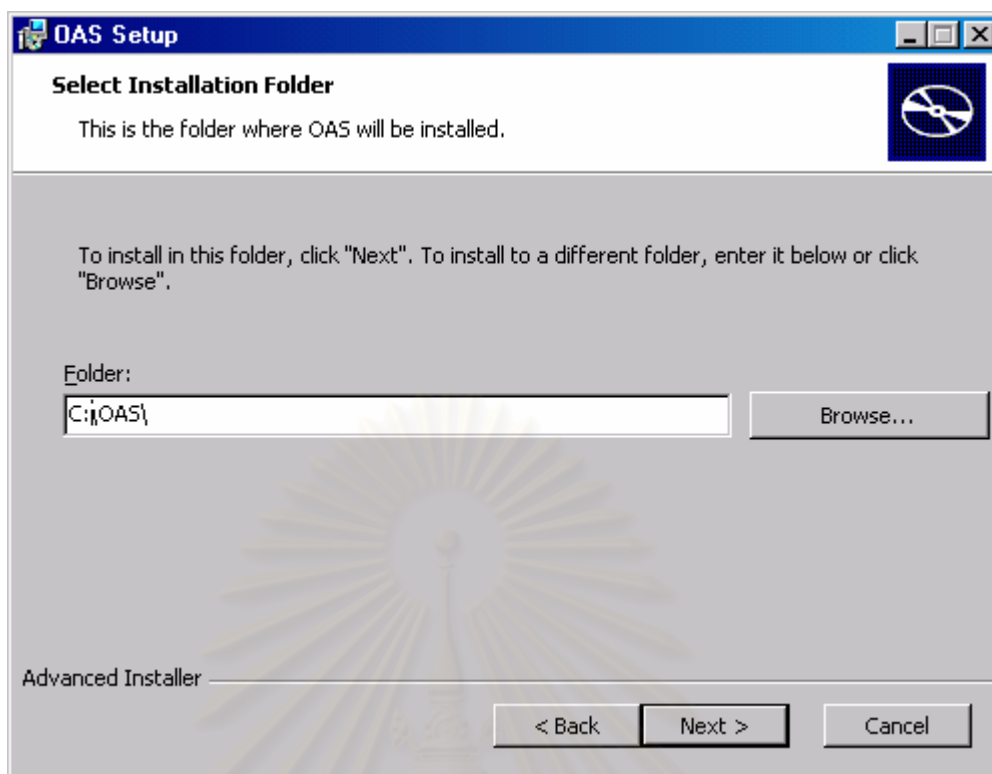 OAS Setup
Select Installation Folder
This is the folder where OAS will be installed.
To install in this folder, click "Next". To install to a different folder, enter it below or click
"Browse".
Folder:
C:\OAS\
Browse...
Advanced Installer
< Back
Next >
Cancel